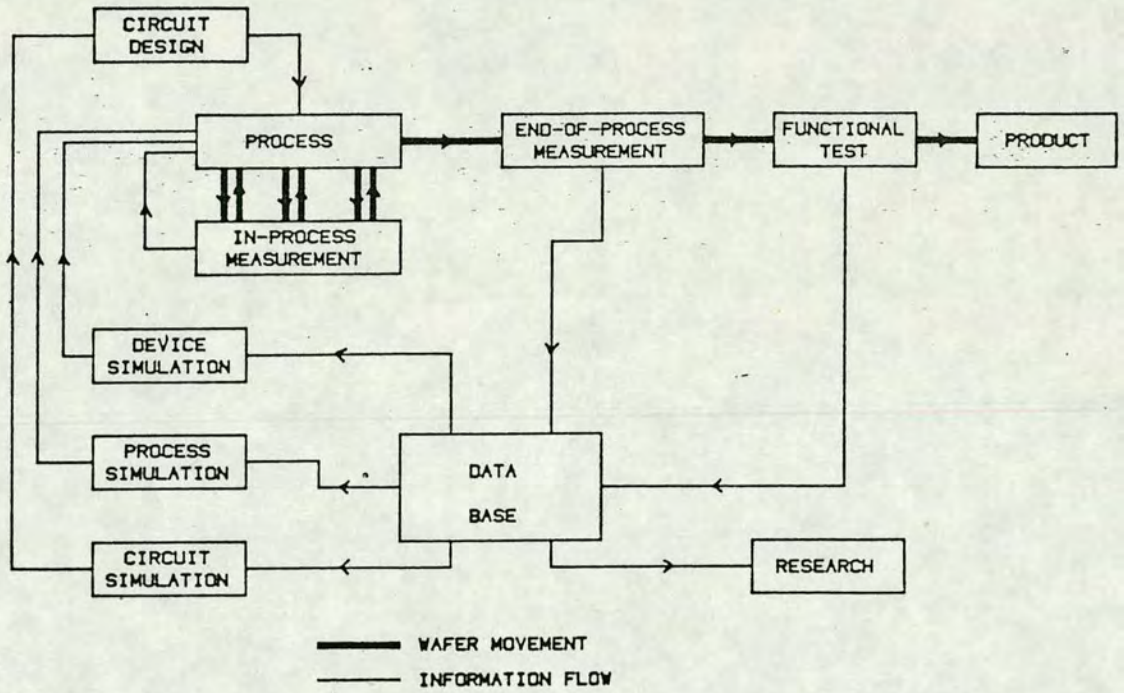 CIRCUIT
DESIGN
PROCESS
END-OF-PROCESS
MEASUREMENT
FUNCTIONAL
TEST
PRODUCT
IN-PROCESS
MEASUREMENT
DEVICE
SIMULATION
PROCESS
SIMULATION
DATA
BASE
CIRCUIT
SIMULATION
RESEARCH
WAFER MOVEMENT
INFORMATION FLOW